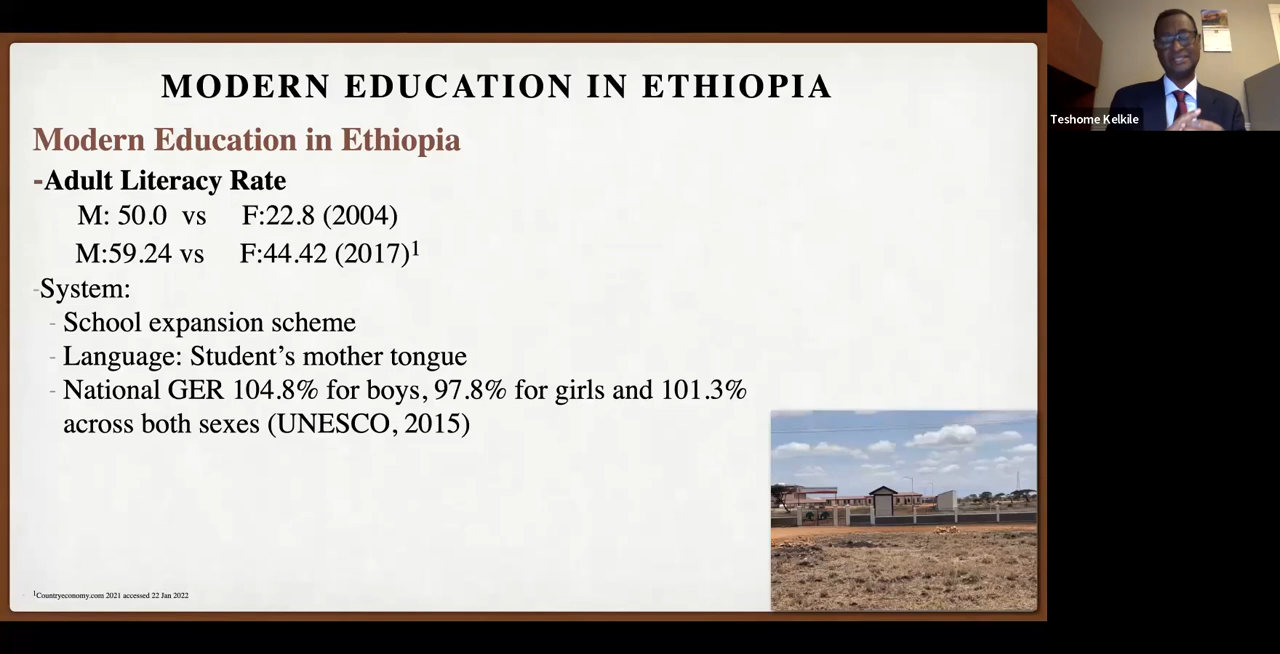 MODERN EDUCATION IN ETHIOPIA
Modern Education in Ethiopia
-Adult Literacy Rate
M: 50.0 vs F:22.8 (2004)
M:59.24 vs F:44.42 (2017)¹
-System:
- School expansion scheme
- Language: Student’s mother tongue
- National GER 104.8% for boys, 97.8% for girls and 101.3%
across both sexes (UNESCO, 2015)
¹Countryeconomy.com 2021 accessed 22 Jan 2022
Teshome Kelkile